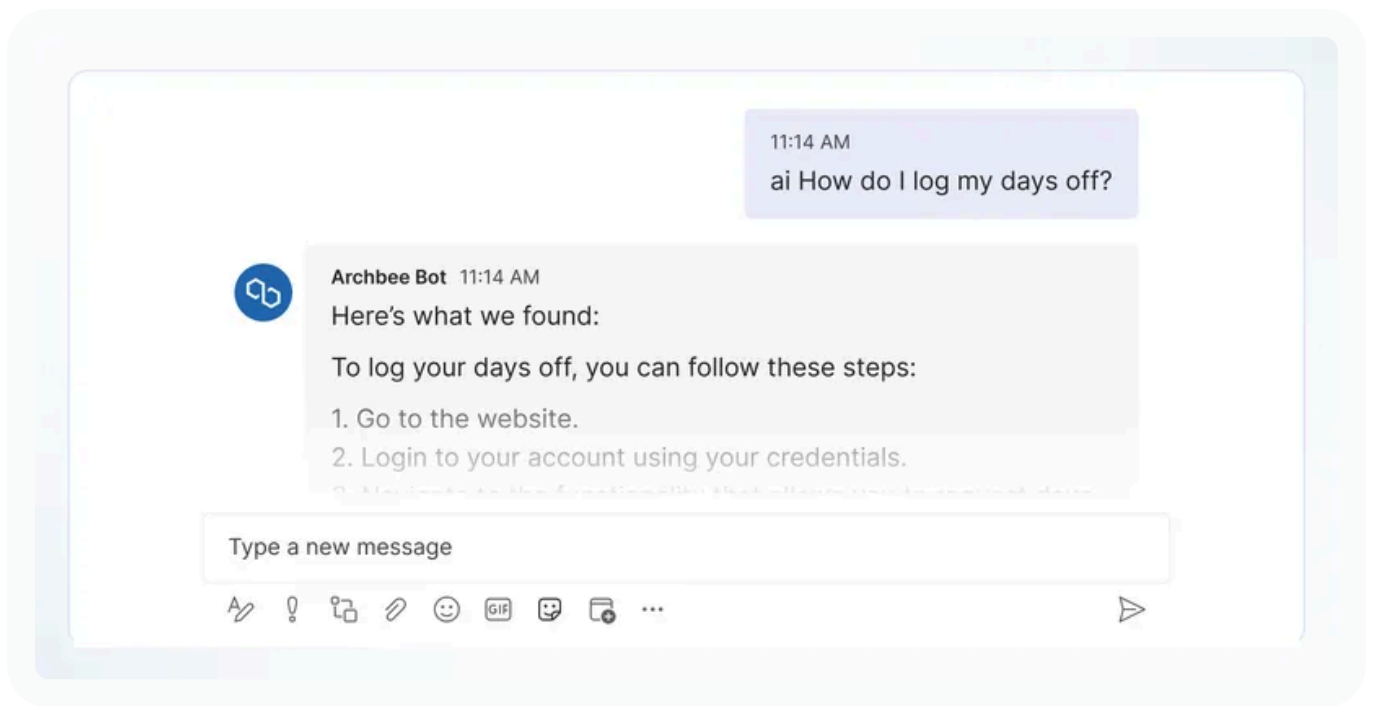 11:14 AM
ai How do I log my days off?
Archbee Bot 11:14 AM
Here’s what we found:
To log your days off, you can follow these steps:
1. Go to the website.
2. Login to your account using your credentials.
Type a new message
GIF